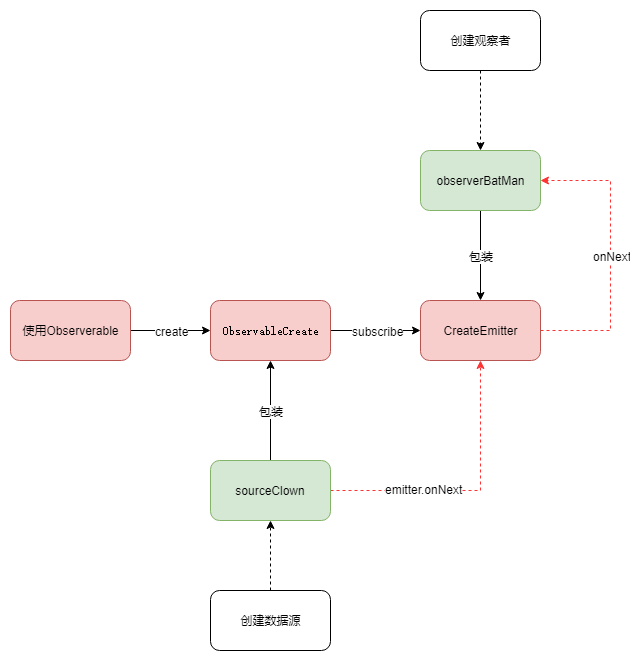 创建观察者
observerBatMan
包装
onNext
使用Observerable
create
ObservableCreate
subscribe
CreateEmitter
包装
sourceClown
emitter.onNext
创建数据源